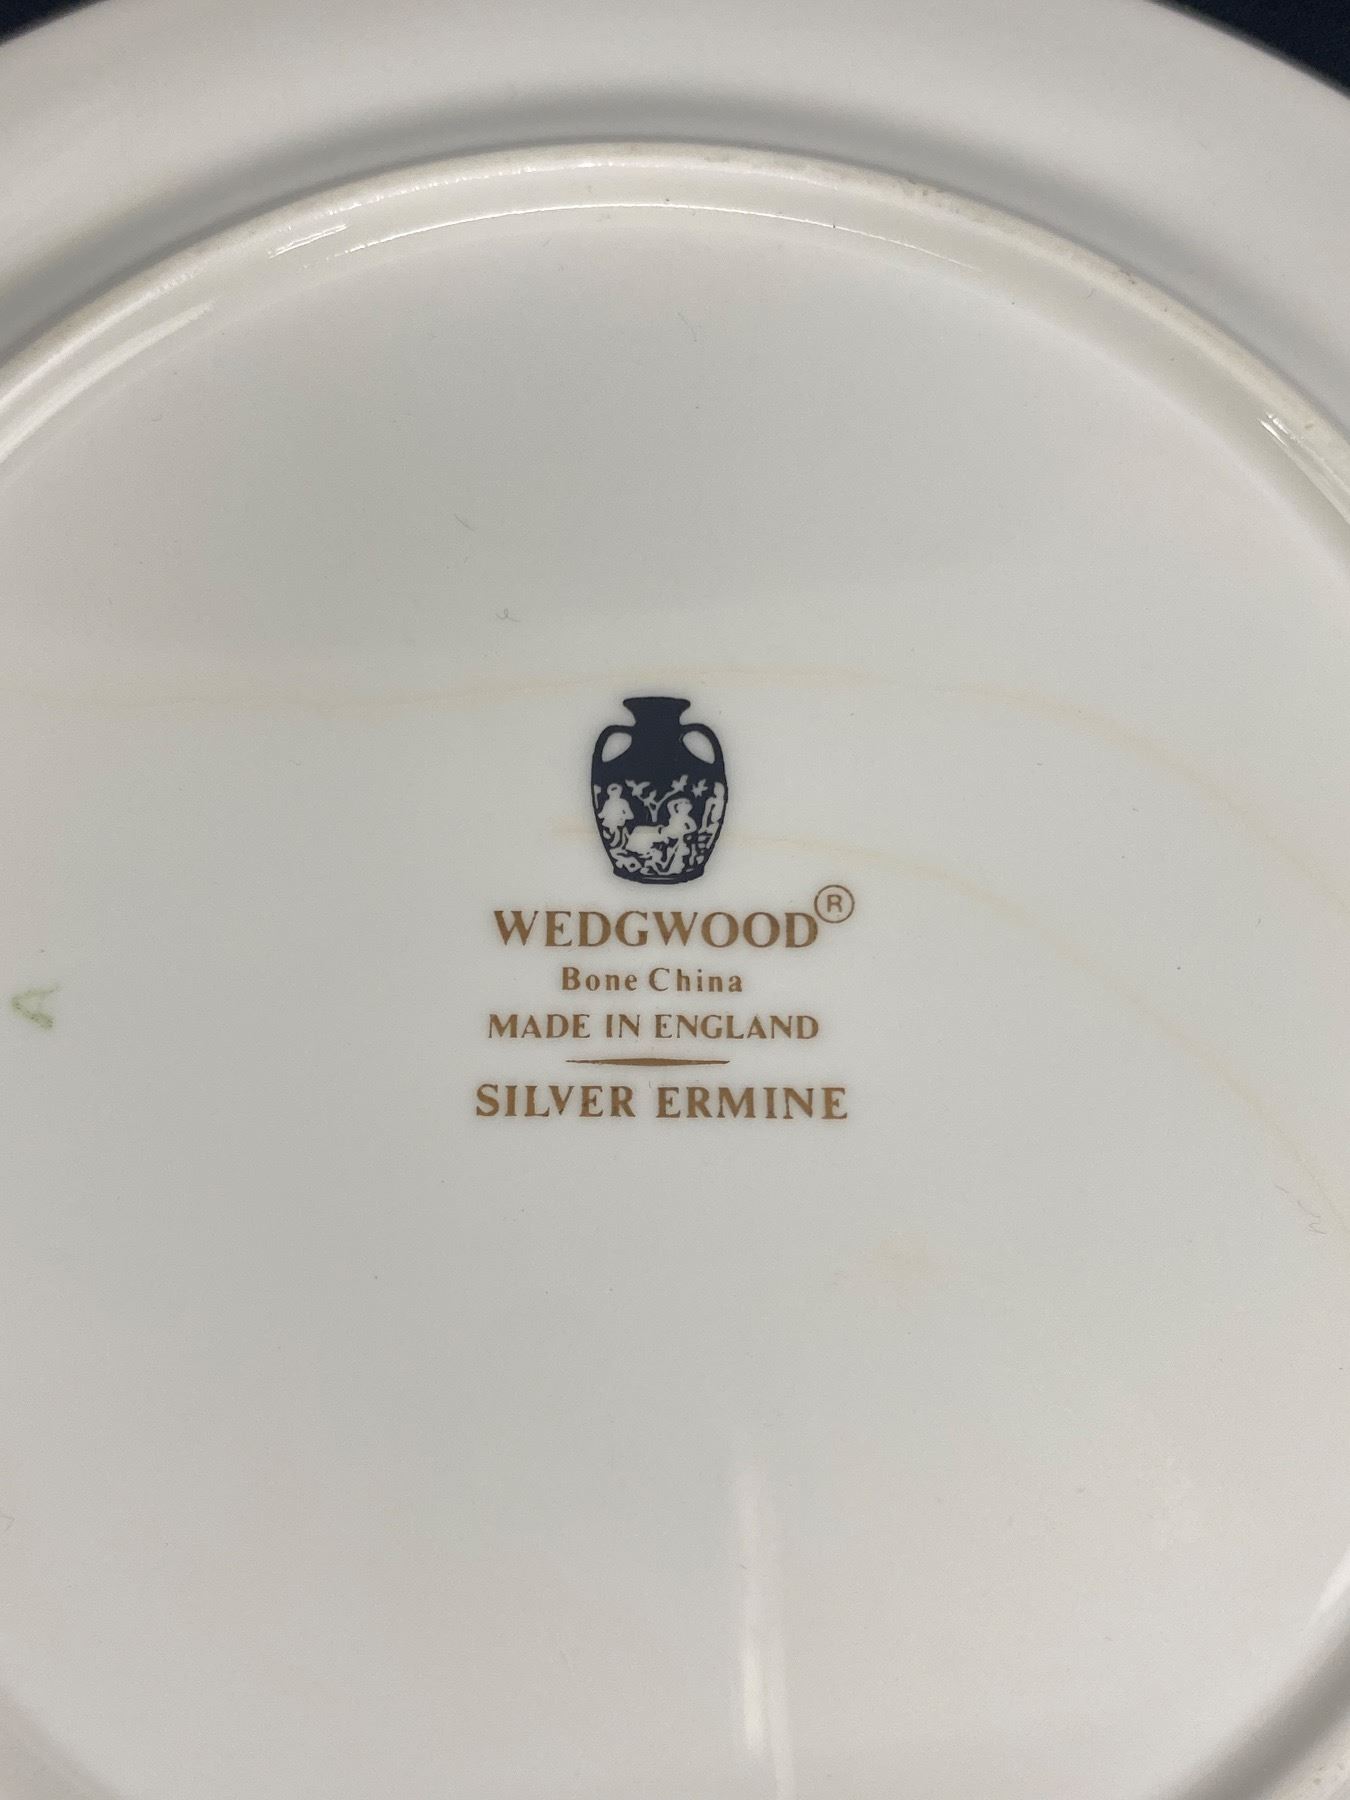 WEDGWOOD®
Bone China
MADE IN ENGLAND
SILVER ERMINE
A